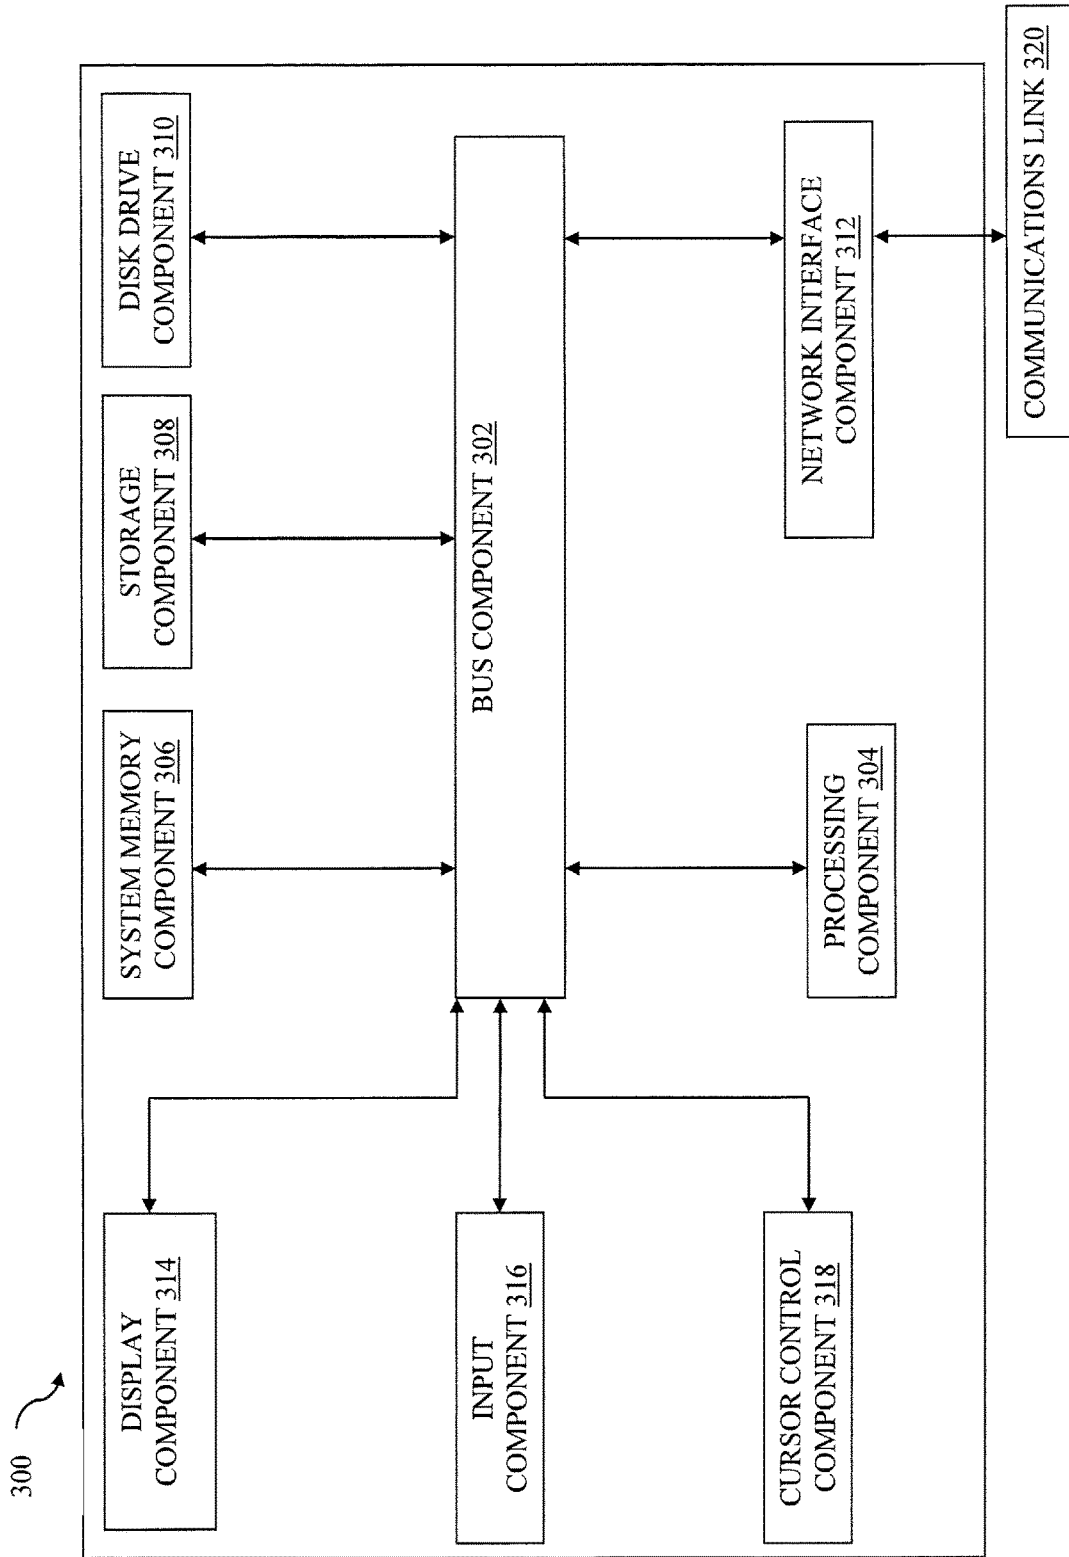 300
DISPLAY
COMPONENT 314
SYSTEM MEMORY
COMPONENT 306
STORAGE
COMPONENT 308
DISK DRIVE
COMPONENT 310
INPUT
COMPONENT 316
BUS COMPONENT 302
CURSOR CONTROL
COMPONENT 318
PROCESSING
COMPONENT 304
NETWORK INTERFACE
COMPONENT 312
COMMUNICATIONS LINK 320